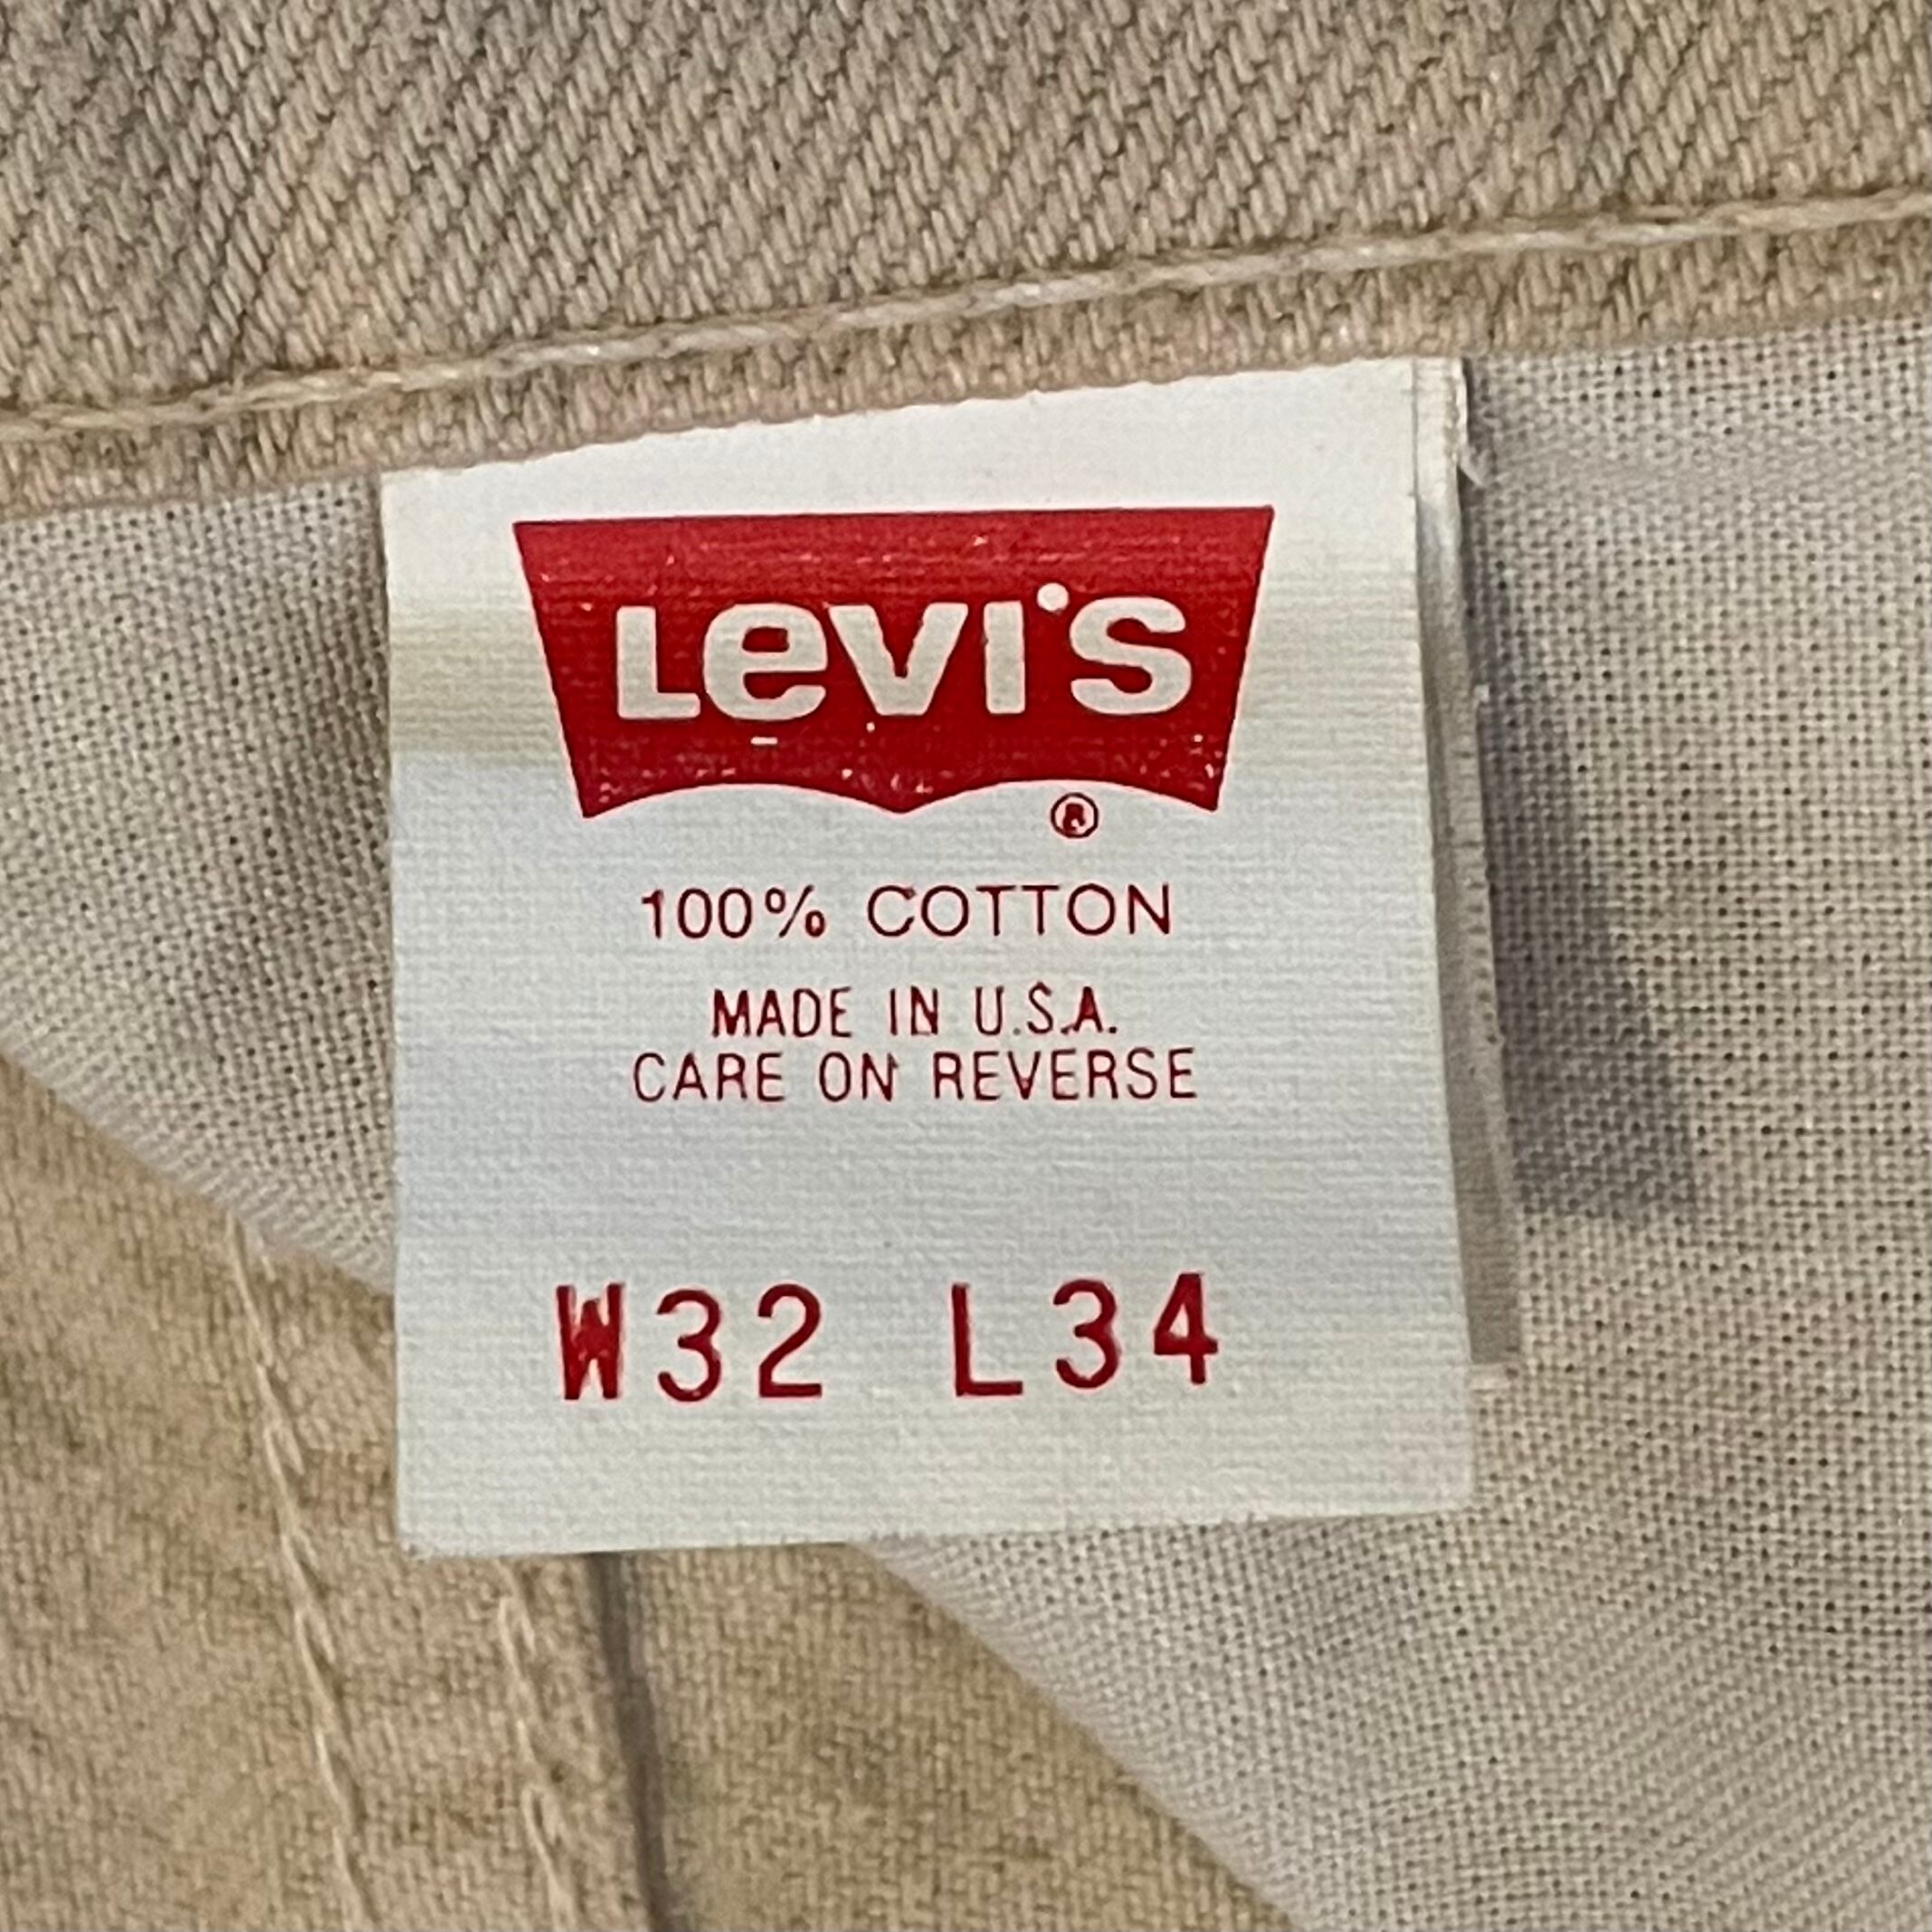 Levi's
®
100% COTTON
MADE IN U.S.A.
CARE ON REVERSE
W32 L34